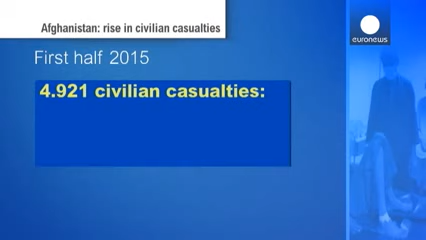 Afghanistan: rise in civilian casualties
euronews
First half 2015
4.921 civilian casualties: